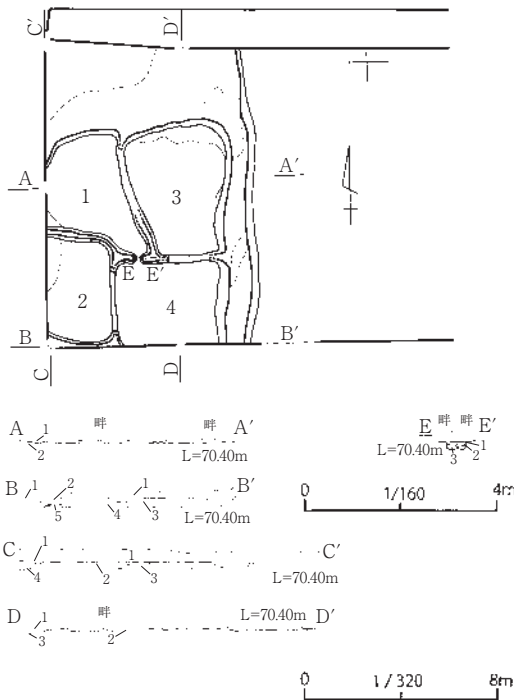 C′ D′
A A′
1 3
E E′
2 4
B B′
C D
A 1 畔 畔 A′
2 L=70.40m
E 畔 畔 E′
L=70.40m 3 2 1
B 1 2 1 B′
5 4 3 L=70.40m
0 1/160 4m
C 1 1 C′
4 2 3 L=70.40m
D 1 畔 L=70.40m D′
3 2
0 1/320 8m